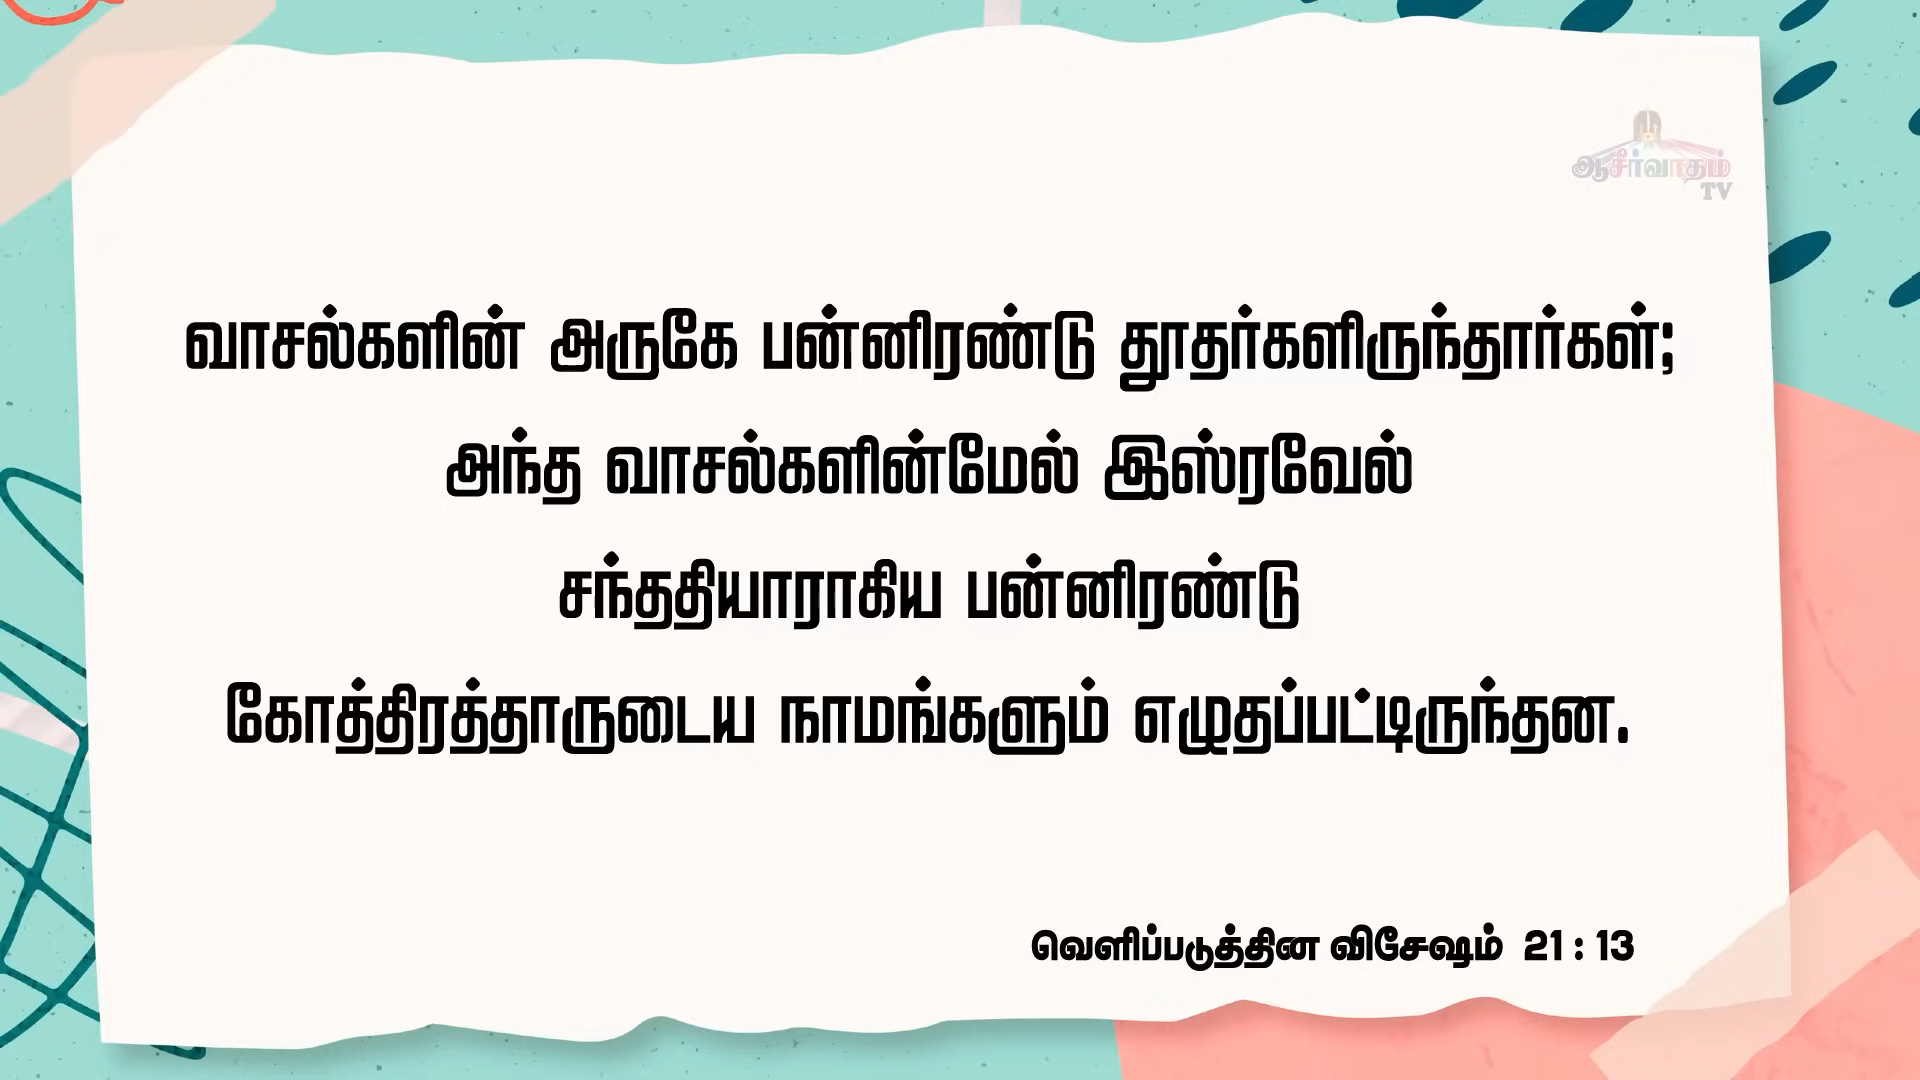 ஆசீர்வாதம்
TV
வாசல்களின் அருகே பன்னிரண்டு தூதர்களிருந்தார்கள்;
அந்த வாசல்களின்மேல் இஸ்ரவேல்
சந்ததியாராகிய பன்னிரண்டு
கோத்திரத்தாருடைய நாமங்களும் எழுதப்பட்டிருந்தன.
வெளிப்படுத்தின விசேஷம் 21 : 13